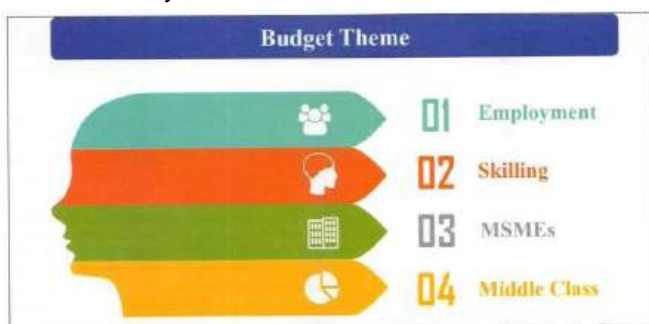 Budget Theme
01 Employment
02 Skilling
03 MSMEs
04 Middle Class